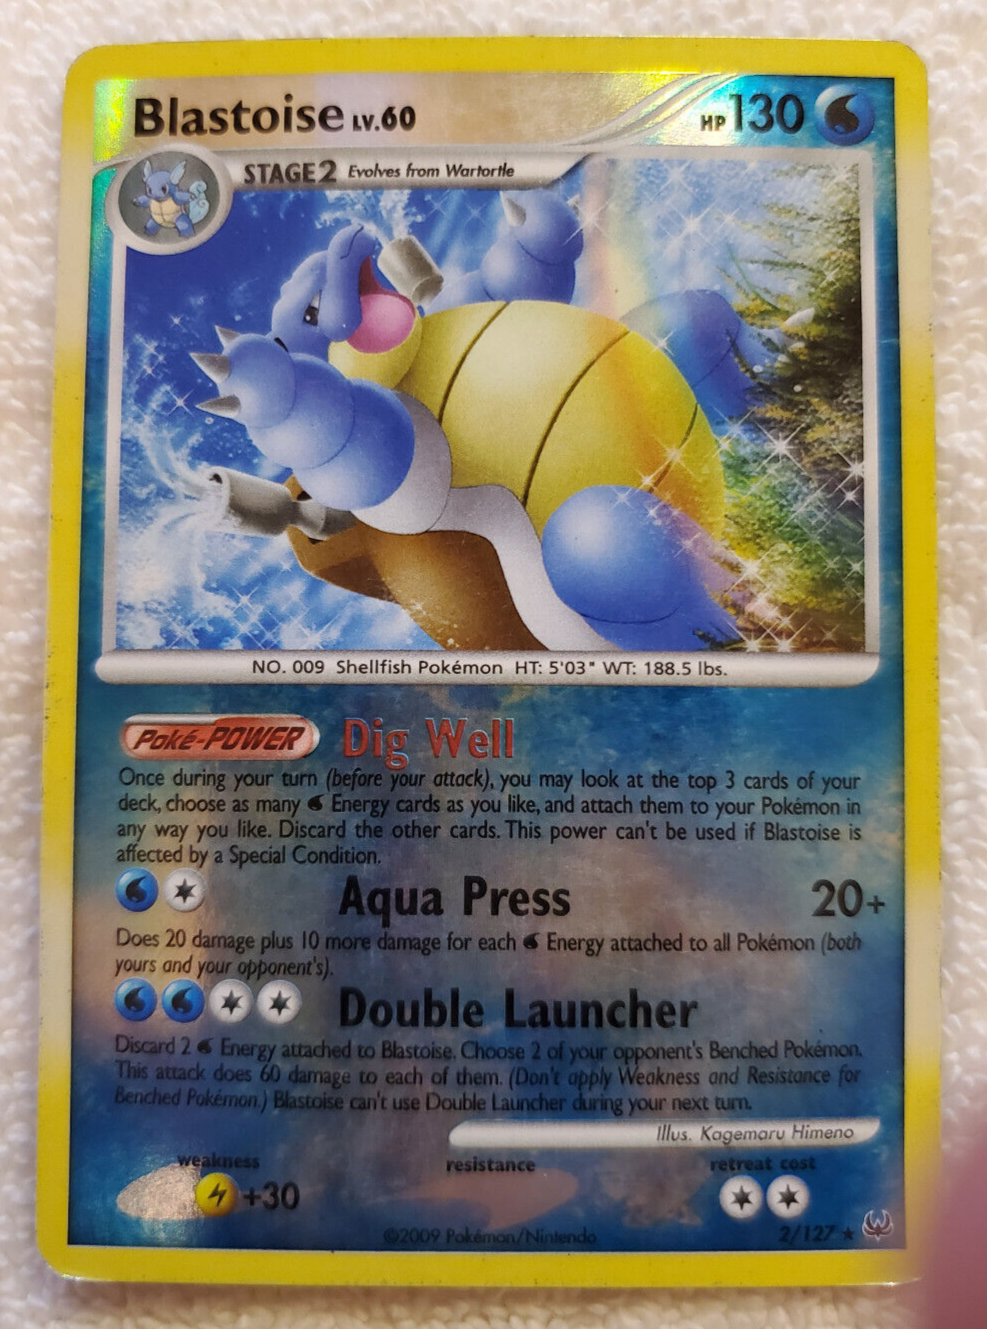 Blastoise LV.60 HP 130
STAGE2 Evolves from Wartortle
NO. 009 Shellfish Pokémon HT: 5'03" WT: 188.5 lbs.
Poké-POWER Dig Well
Once during your turn (before your attack), you may look at the top 3 cards of your
deck, choose as many Energy cards as you like, and attach them to your Pokémon in
any way you like. Discard the other cards. This power can't be used if Blastoise is
affected by a Special Condition.
Aqua Press 20+
Does 20 damage plus 10 more damage for each Energy attached to all Pokémon (both
yours and your opponent's).
Double Launcher
Discard 2 Energy attached to Blastoise. Choose 2 of your opponent's Benched Pokémon.
This attack does 60 damage to each of them. (Don't apply Weakness and Resistance for
Benched Pokémon.) Blastoise can't use Double Launcher during your next turn.
Illus. Kagemaru Himeno
weakness resistance retreat cost
+30
©2009 Pokémon/Nintendo 2/127 ★